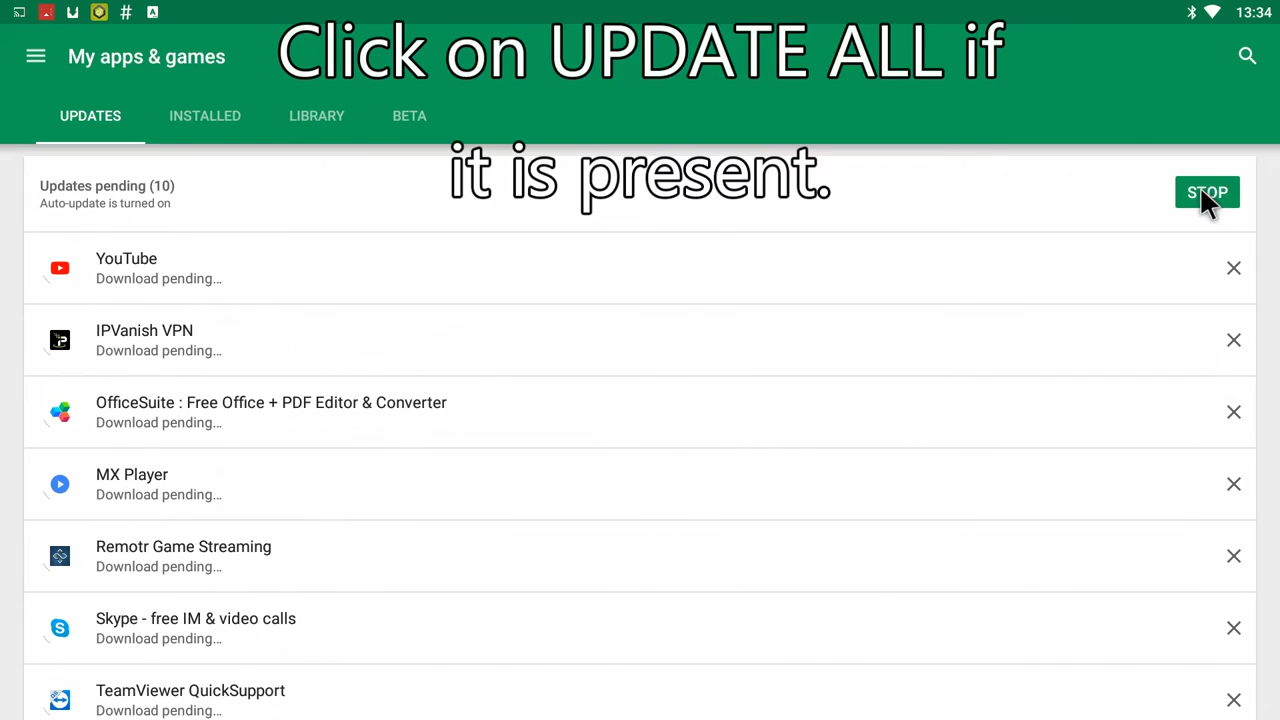 13:34
Click on UPDATE ALL if
it is present.
My apps & games
UPDATES
INSTALLED
LIBRARY
BETA
Updates pending (10)
Auto-update is turned on
STOP
YouTube
Download pending...
IPVanish VPN
Download pending...
OfficeSuite : Free Office + PDF Editor & Converter
Download pending...
MX Player
Download pending...
Remotr Game Streaming
Download pending...
Skype - free IM & video calls
Download pending...
TeamViewer QuickSupport
Download pending...